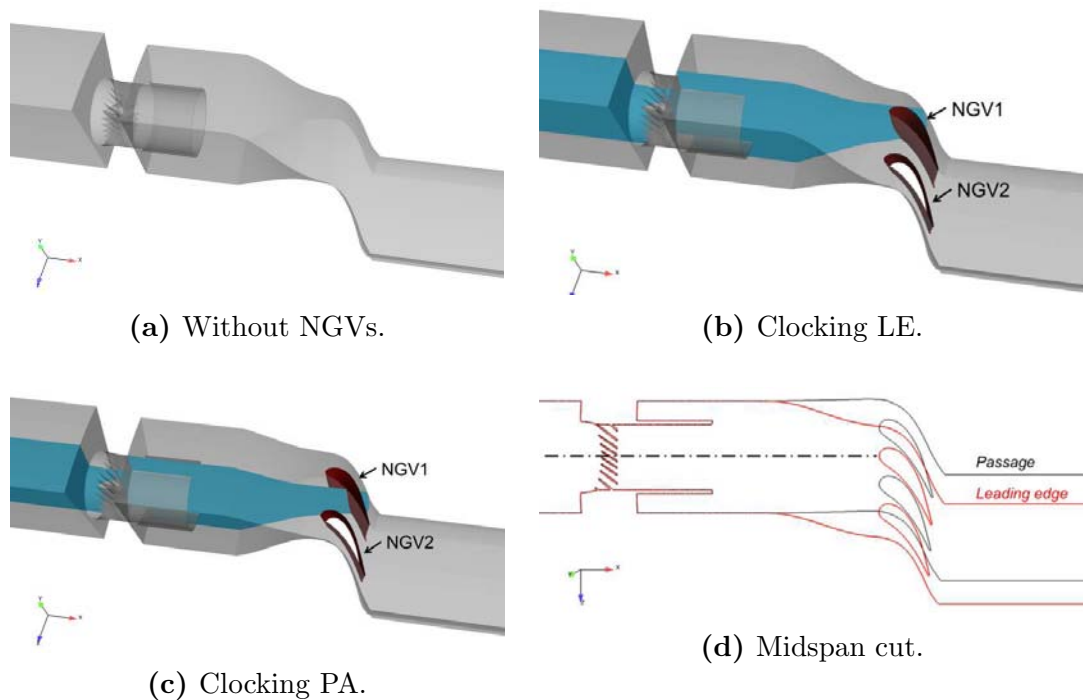 NGV1
NGV2
(a) Without NGVs.
(b) Clocking LE.
NGV1
NGV2
Passage
Leading edge
(c) Clocking PA.
(d) Midspan cut.